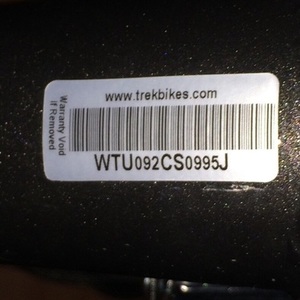 www.trekbikes.com
WTU092CS0995J
Warranty Void
If Removed